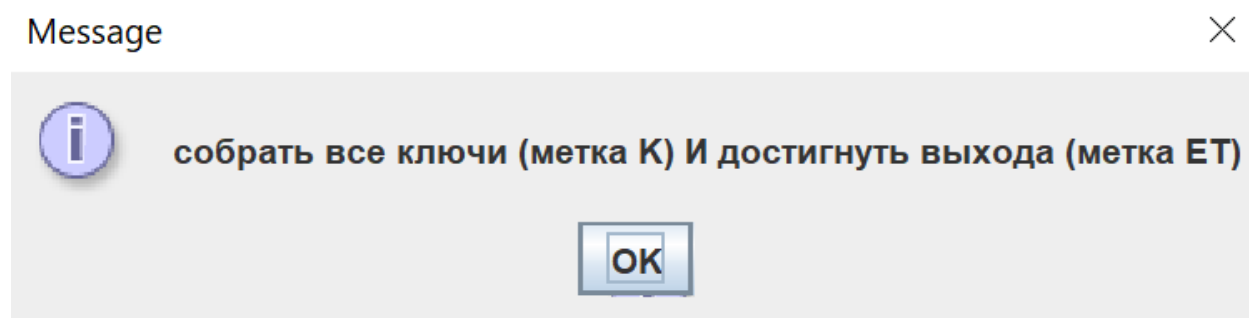 Message
собрать все ключи (метка K) И достигнуть выхода (метка ET)
OK